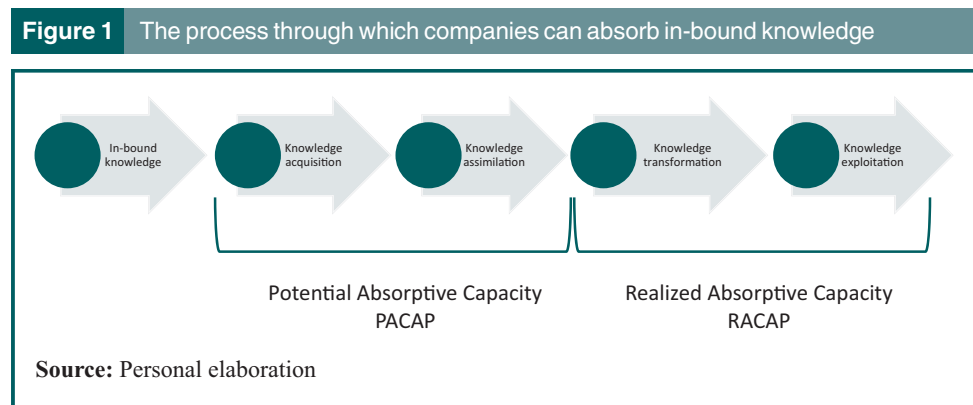 Figure 1 The process through which companies can absorb in-bound knowledge
In-bound
knowledge
Knowledge
acquisition
Knowledge
assimilation
Knowledge
transformation
Knowledge
exploitation
Potential Absorptive Capacity
PACAP
Realized Absorptive Capacity
RACAP
Source: Personal elaboration